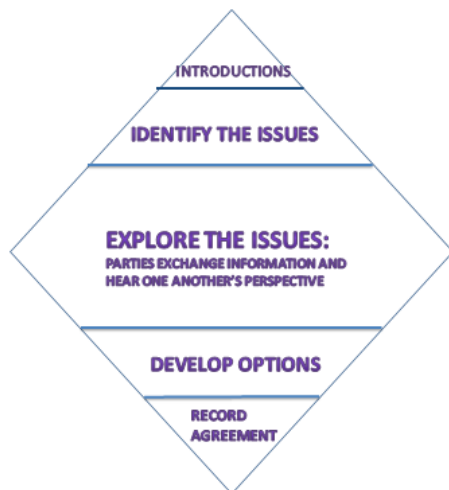 INTRODUCTIONS
IDENTIFY THE ISSUES
EXPLORE THE ISSUES:
PARTIES EXCHANGE INFORMATION AND
HEAR ONE ANOTHER'S PERSPECTIVE
DEVELOP OPTIONS
RECORD
AGREEMENT